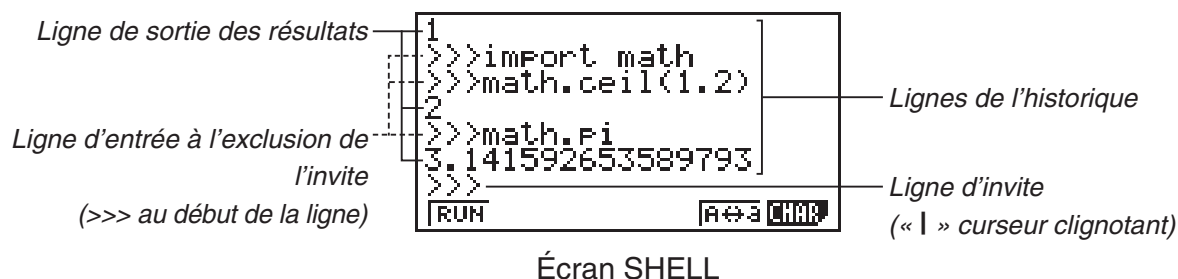 Ligne de sortie des résultats
Ligne d'entrée à l'exclusion de
l'invite
(>>> au début de la ligne)
1
>>>import math
>>>math.ceil(1.2)
2
>>>math.pi
3.141592653589793
>>>
RUN A⇔a CHAR
Lignes de l'historique
Ligne d'invite
(« I » curseur clignotant)
Écran SHELL